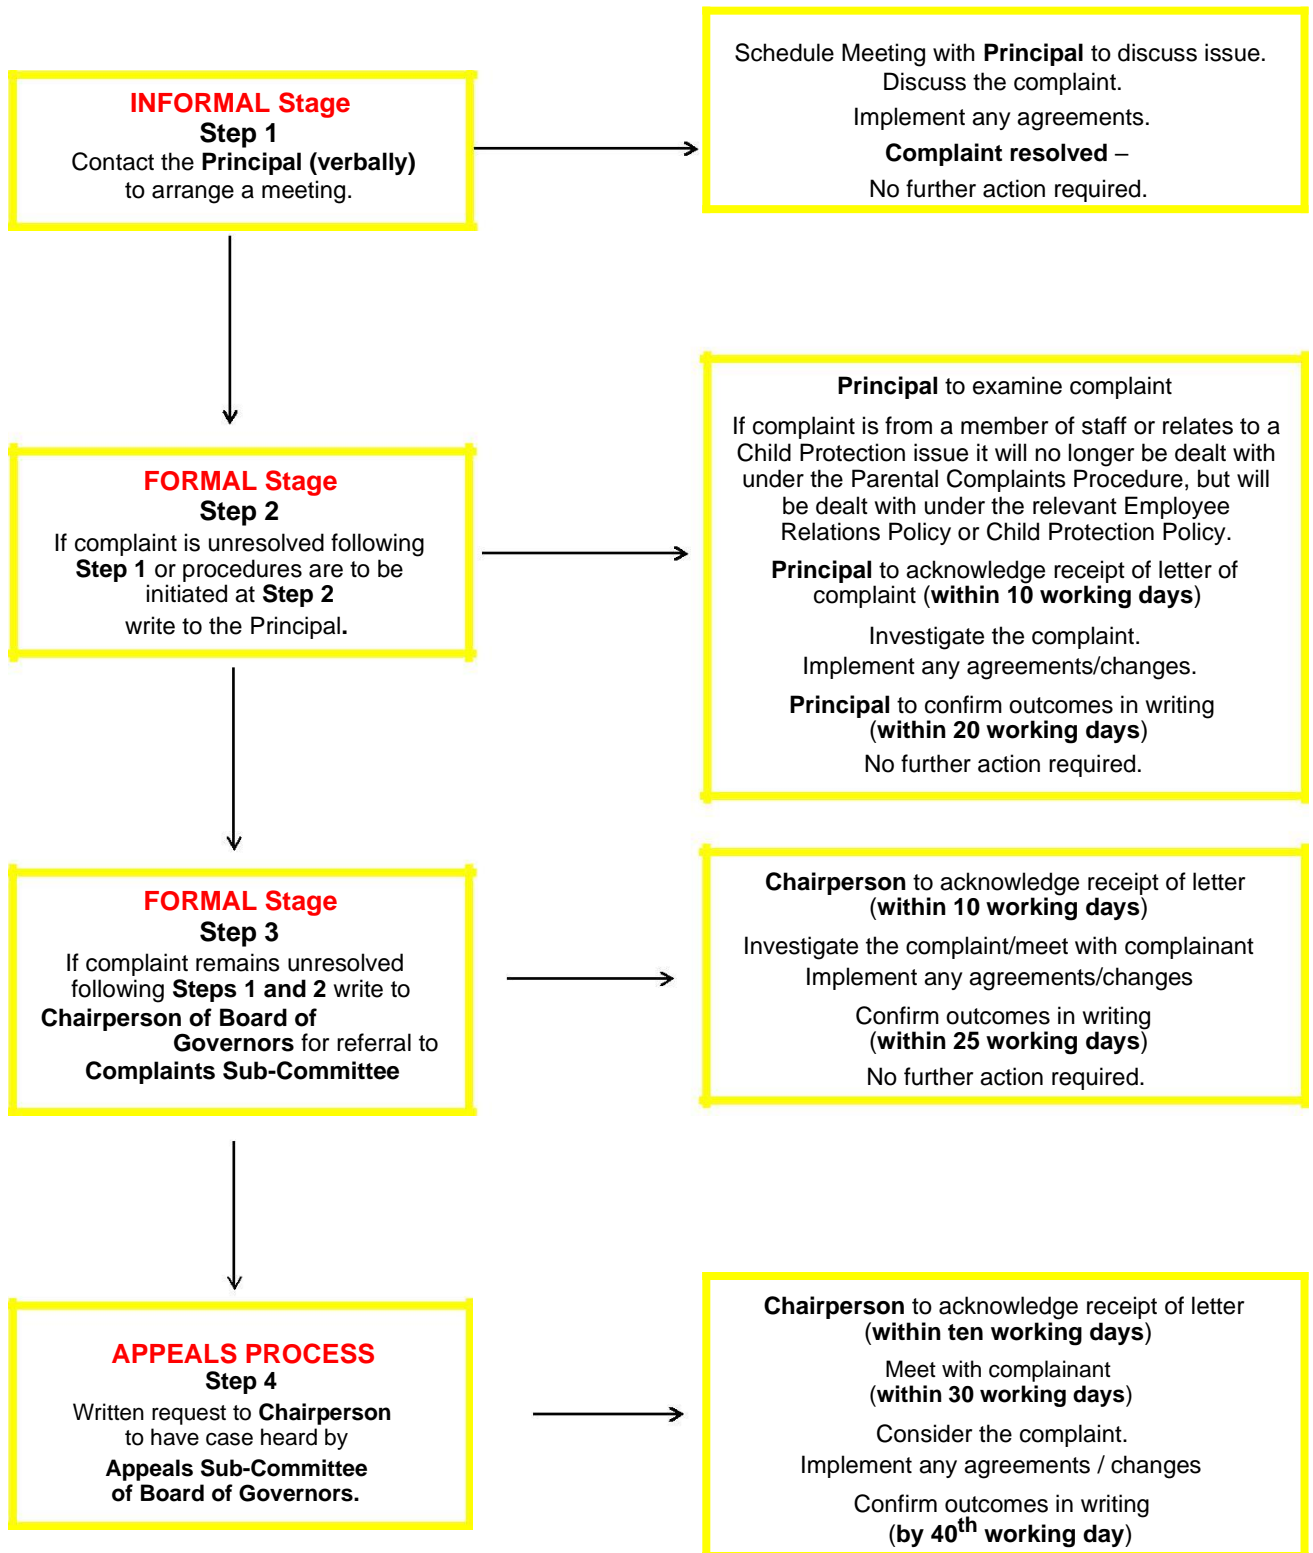 INFORMAL Stage
Step 1
Contact the Principal (verbally)
to arrange a meeting.
Schedule Meeting with Principal to discuss issue.
Discuss the complaint.
Implement any agreements.
Complaint resolved –
No further action required.
FORMAL Stage
Step 2
If complaint is unresolved following
Step 1 or procedures are to be
initiated at Step 2
write to the Principal.
Principal to examine complaint
If complaint is from a member of staff or relates to a
Child Protection issue it will no longer be dealt with
under the Parental Complaints Procedure, but will
be dealt with under the relevant Employee
Relations Policy or Child Protection Policy.
Principal to acknowledge receipt of letter of
complaint (within 10 working days)
Investigate the complaint.
Implement any agreements/changes.
Principal to confirm outcomes in writing
(within 20 working days)
No further action required.
FORMAL Stage
Step 3
If complaint remains unresolved
following Steps 1 and 2 write to
Chairperson of Board of
Governors for referral to
Complaints Sub-Committee
Chairperson to acknowledge receipt of letter
(within 10 working days)
Investigate the complaint/meet with complainant
Implement any agreements/changes
Confirm outcomes in writing
(within 25 working days)
No further action required.
APPEALS PROCESS
Step 4
Written request to Chairperson
to have case heard by
Appeals Sub-Committee
of Board of Governors.
Chairperson to acknowledge receipt of letter
(within ten working days)
Meet with complainant
(within 30 working days)
Consider the complaint.
Implement any agreements / changes
Confirm outcomes in writing
(by 40th working day)